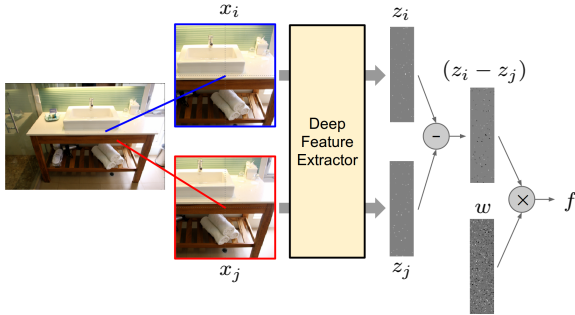 x_i
z_i
(z_i − z_j)
Deep
Feature
Extractor
−
w
×
f
x_j
z_j